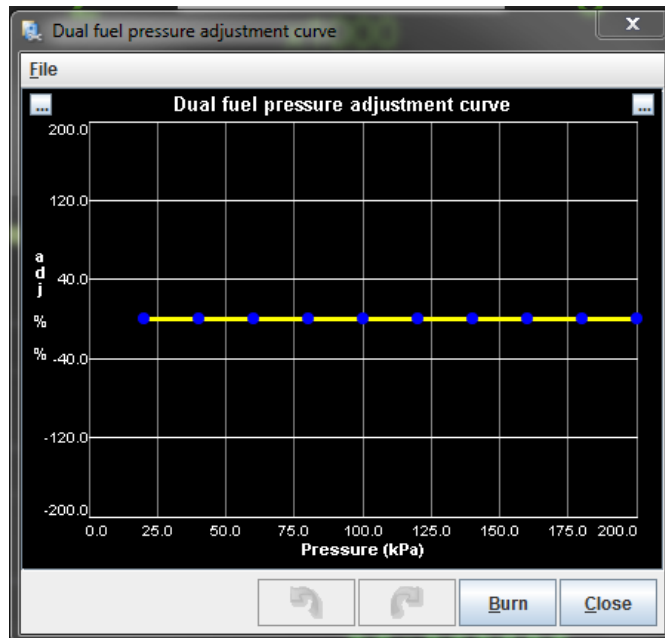 Dual fuel pressure adjustment curve
x
File
...
Dual fuel pressure adjustment curve
...
200.0
120.0
40.0
-40.0
-120.0
-200.0
adj % %
0.0 25.0 50.0 75.0 100.0 125.0 150.0 175.0 200.0
Pressure (kPa)
Burn
Close